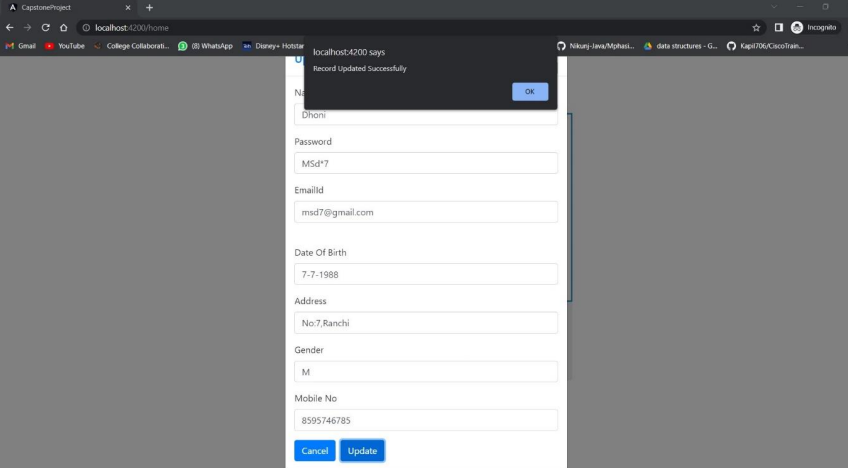 CapstoneProject
localhost:4200/home
Incognito
Gmail YouTube College Collaborati... (8) WhatsApp Disney+ Hotstar Nikunj-Java/Mphasi... data structures - G... Kapil706/CiscoTrain...
localhost:4200 says
Record Updated Successfully
OK
Dhoni
Password
MSd*7
EmailId
msd7@gmail.com
Date Of Birth
7-7-1988
Address
No:7,Ranchi
Gender
M
Mobile No
8595746785
Cancel Update